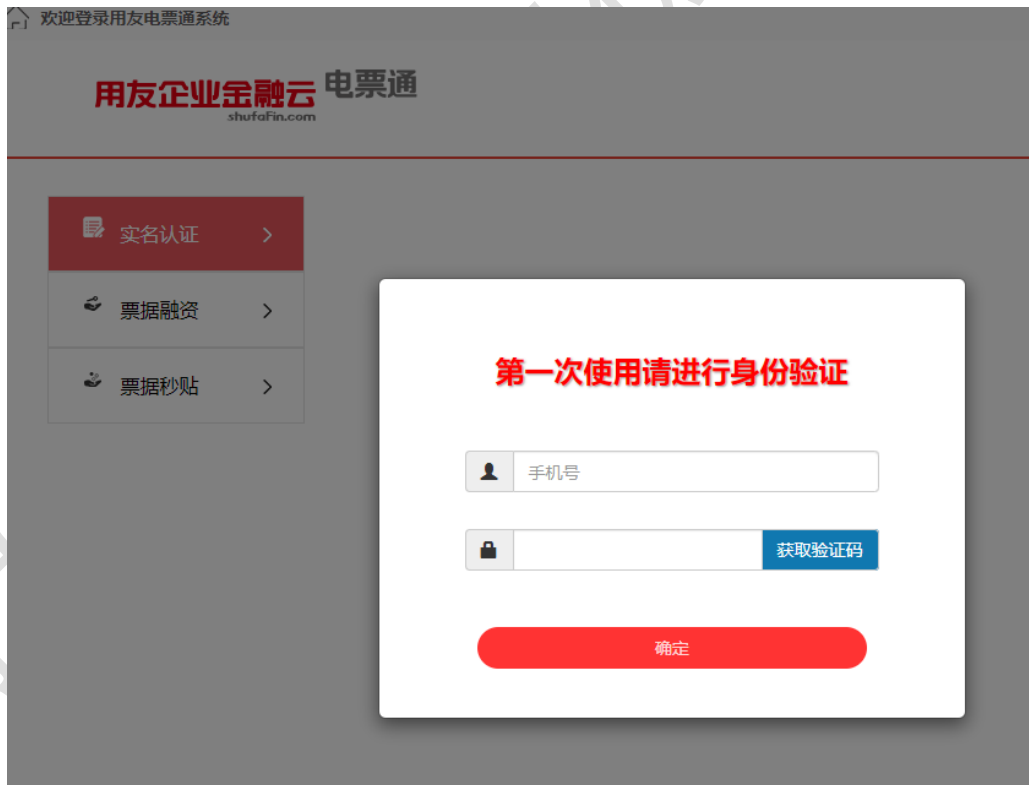 欢迎登录用友电票通系统
用友企业金融云 电票通
shufaFin.com
实名认证
票据融资
票据秒贴
第一次使用请进行身份验证
手机号
获取验证码
确定